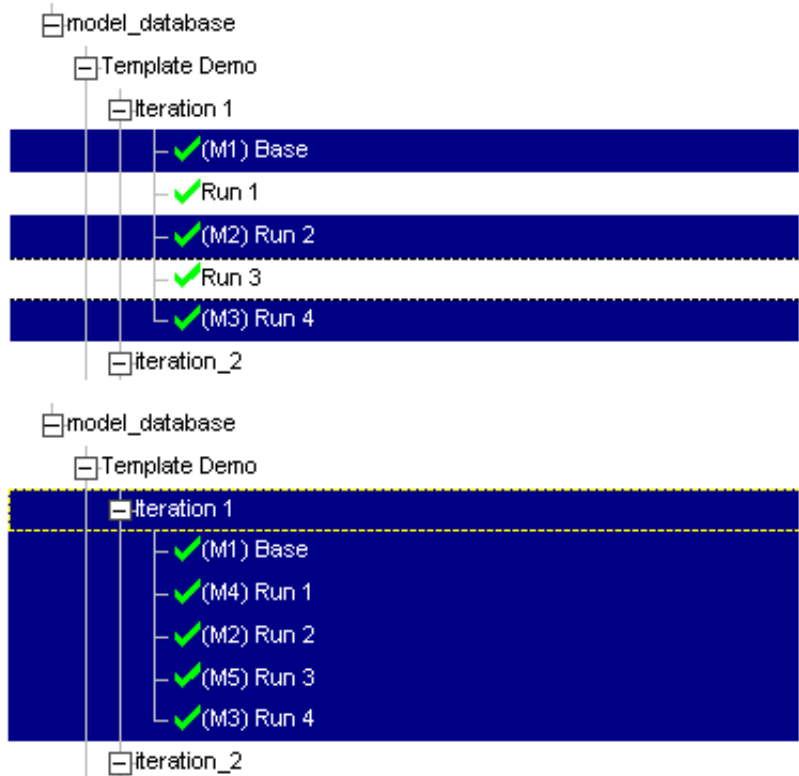 model_database
Template Demo
Iteration 1
(M1) Base
Run 1
(M2) Run 2
Run 3
(M3) Run 4
iteration_2
model_database
Template Demo
Iteration 1
(M1) Base
(M4) Run 1
(M2) Run 2
(M5) Run 3
(M3) Run 4
iteration_2